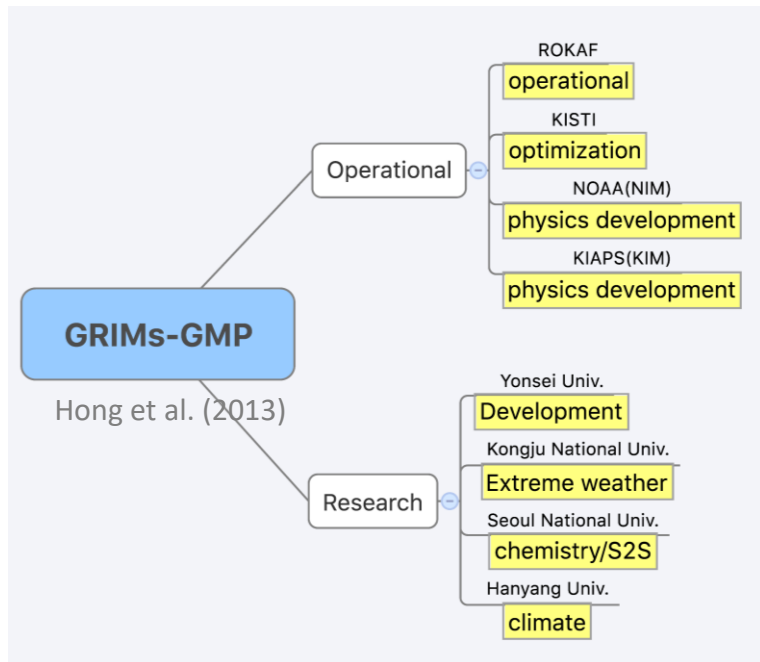 GRIMs-GMP
Hong et al. (2013)
Operational
ROKAF
operational
KISTI
optimization
NOAA(NIM)
physics development
KIAPS(KIM)
physics development
Research
Yonsei Univ.
Development
Kongju National Univ.
Extreme weather
Seoul National Univ.
chemistry/S2S
Hanyang Univ.
climate